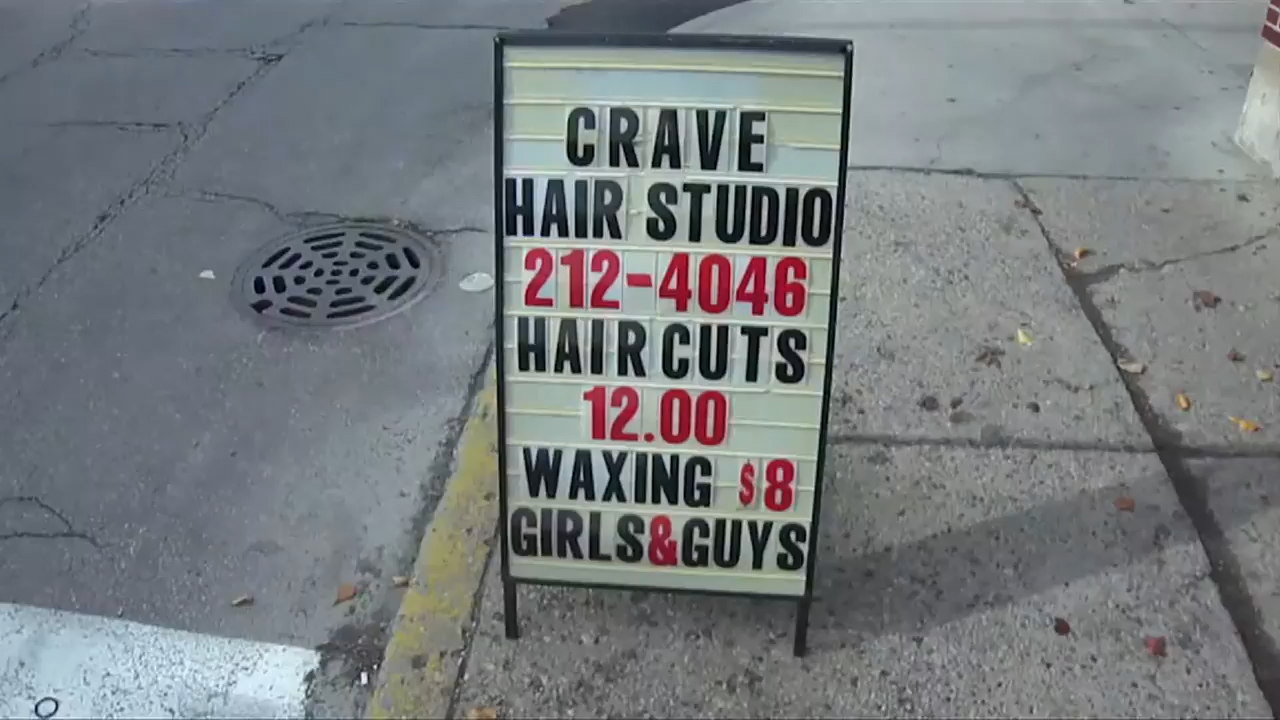 CRAVE
HAIR STUDIO
212-4046
HAIRCUTS
12.00
WAXING $8
GIRLS&GUYS